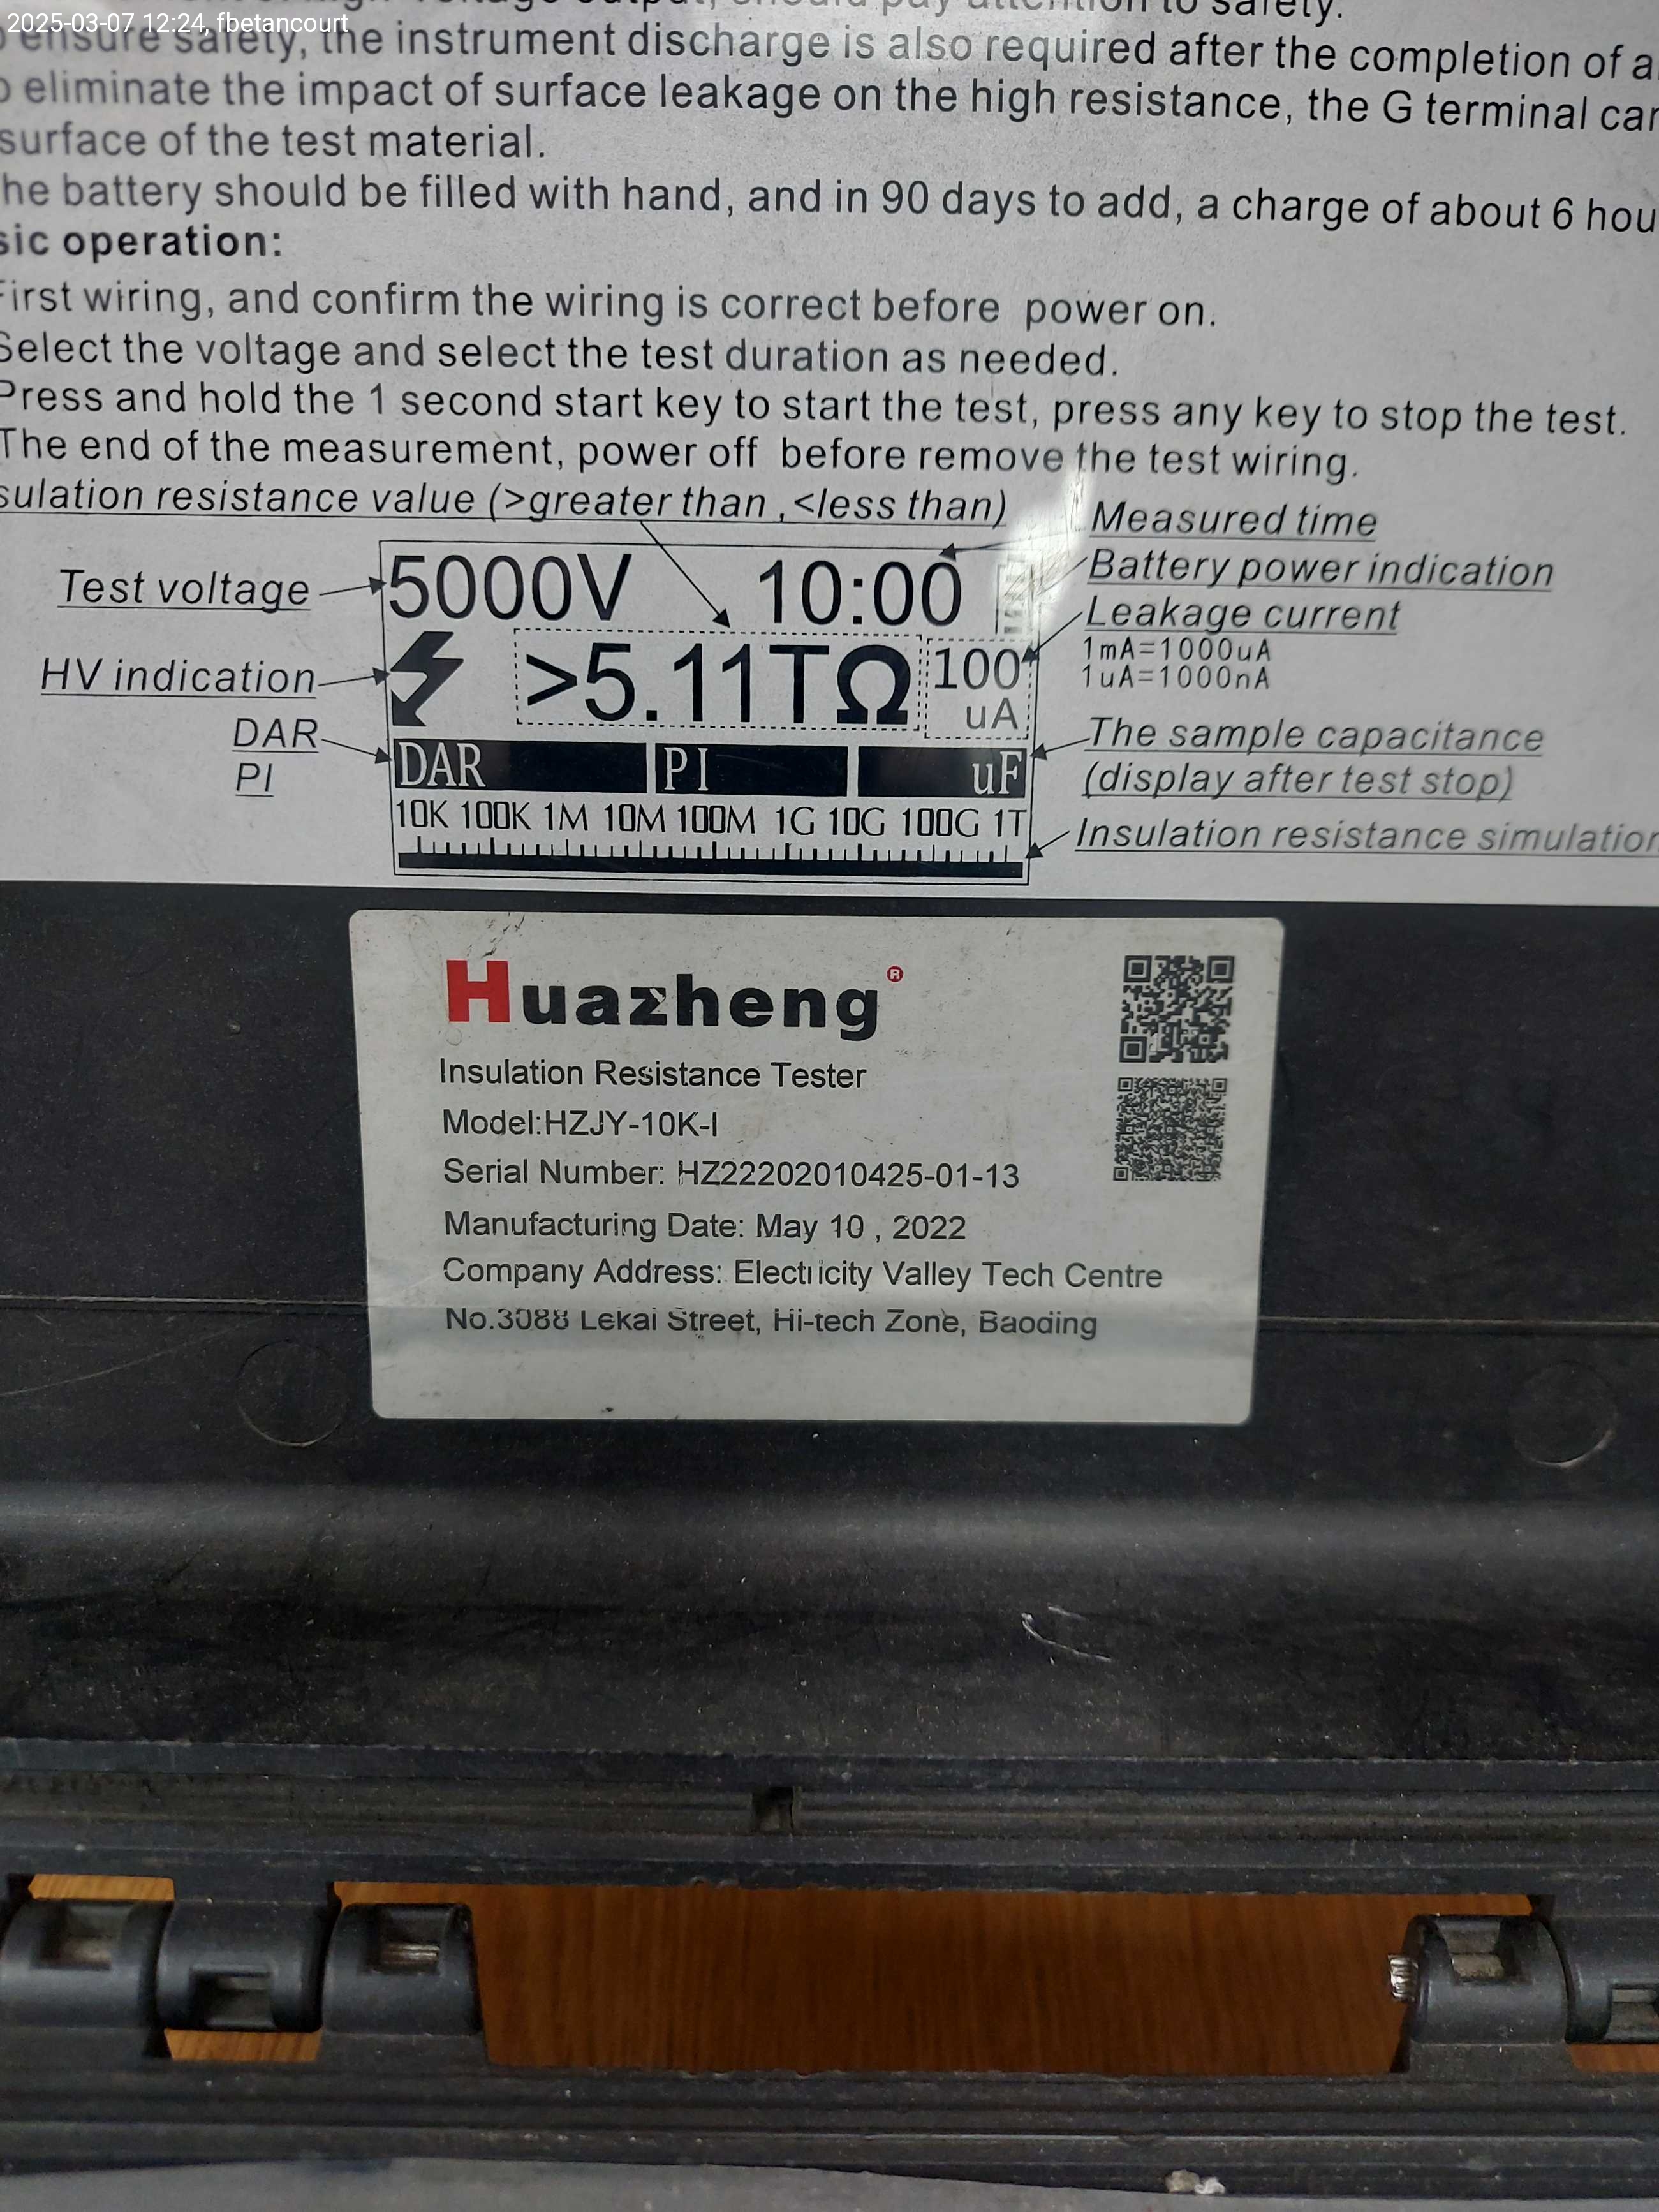 2025-03-07 12:24, fbetancourt
ensure safety, the instrument discharge is also required after the completion of a
eliminate the impact of surface leakage on the high resistance, the G terminal can
surface of the test material.
he battery should be filled with hand, and in 90 days to add, a charge of about 6 hou
sic operation:
First wiring, and confirm the wiring is correct before power on.
Select the voltage and select the test duration as needed.
Press and hold the 1 second start key to start the test, press any key to stop the test.
The end of the measurement, power off before remove the test wiring.
sulation resistance value (>greater than ,<less than)
Measured time
Test voltage
5000V 10:00
Battery power indication
Leakage current
1mA=1000uA
1uA=1000nA
HV indication
>5.11TΩ
100
uA
DAR
PI
DAR PI uF
The sample capacitance
(display after test stop)
10K 100K 1M 10M 100M 1G 10G 100G 1T
Insulation resistance simulation
Huazheng®
Insulation Resistance Tester
Model:HZJY-10K-I
Serial Number: HZ22202010425-01-13
Manufacturing Date: May 10 , 2022
Company Address: Electricity Valley Tech Centre
No.3088 Lekai Street, Hi-tech Zone, Baoding